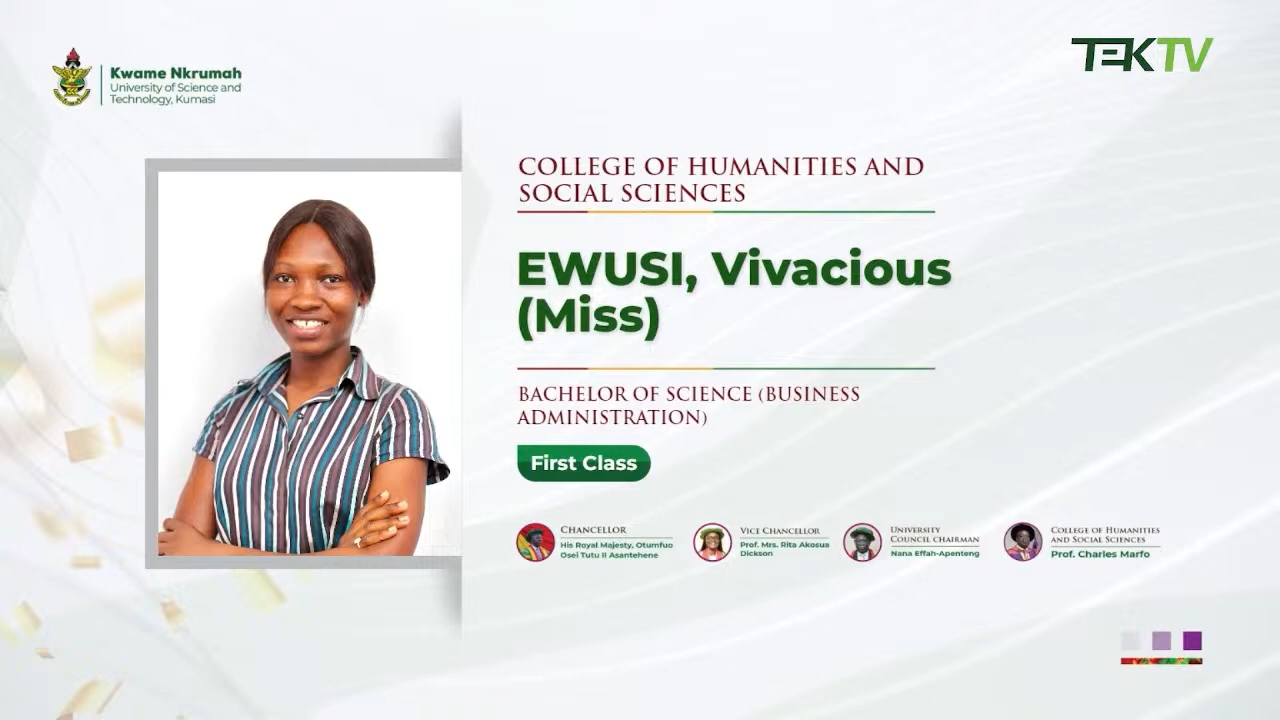 TEKTV
Kwame Nkrumah
University of Science and
Technology, Kumasi
COLLEGE OF HUMANITIES AND
SOCIAL SCIENCES
EWUSI, Vivacious
(Miss)
BACHELOR OF SCIENCE (BUSINESS
ADMINISTRATION)
First Class
CHANCELLOR
His Royal Majesty, Otumfuo
Osei Tutu II Asantehene
VICE CHANCELLOR
Prof. Mrs. Rita Akosua
Dickson
UNIVERSITY
COUNCIL CHAIRMAN
Nana Effah-Apenteng
COLLEGE OF HUMANITIES
AND SOCIAL SCIENCES
Prof. Charles Marfo